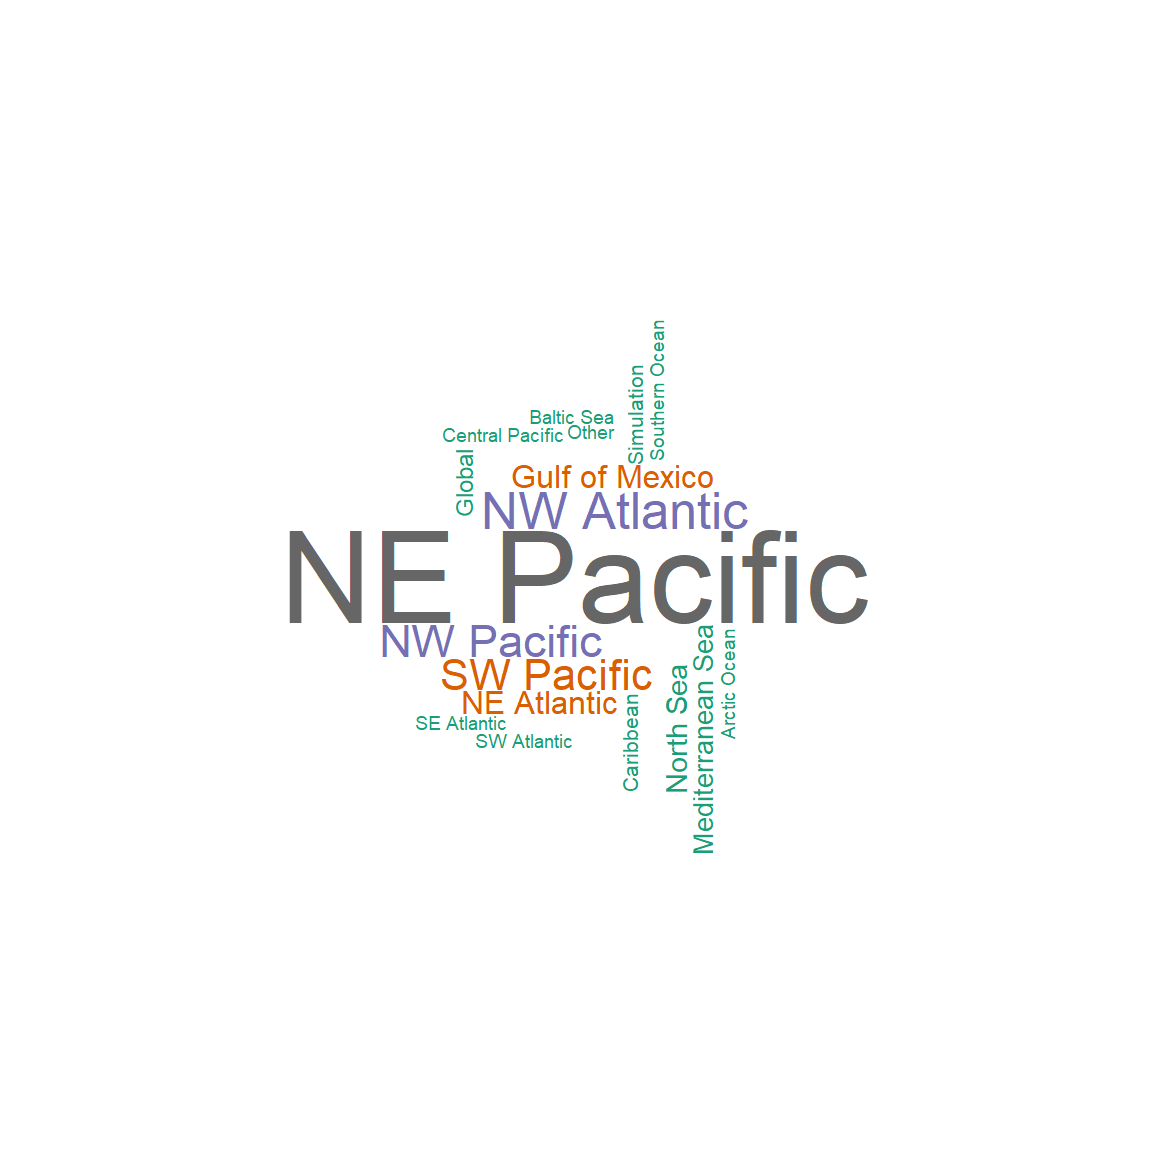 Southern Ocean
Simulation
Baltic Sea
Other
Central Pacific
Global
Gulf of Mexico
NW Atlantic
NE Pacific
NW Pacific
SW Pacific
NE Atlantic
SE Atlantic
SW Atlantic
Caribbean
North Sea
Mediterranean Sea
Arctic Ocean